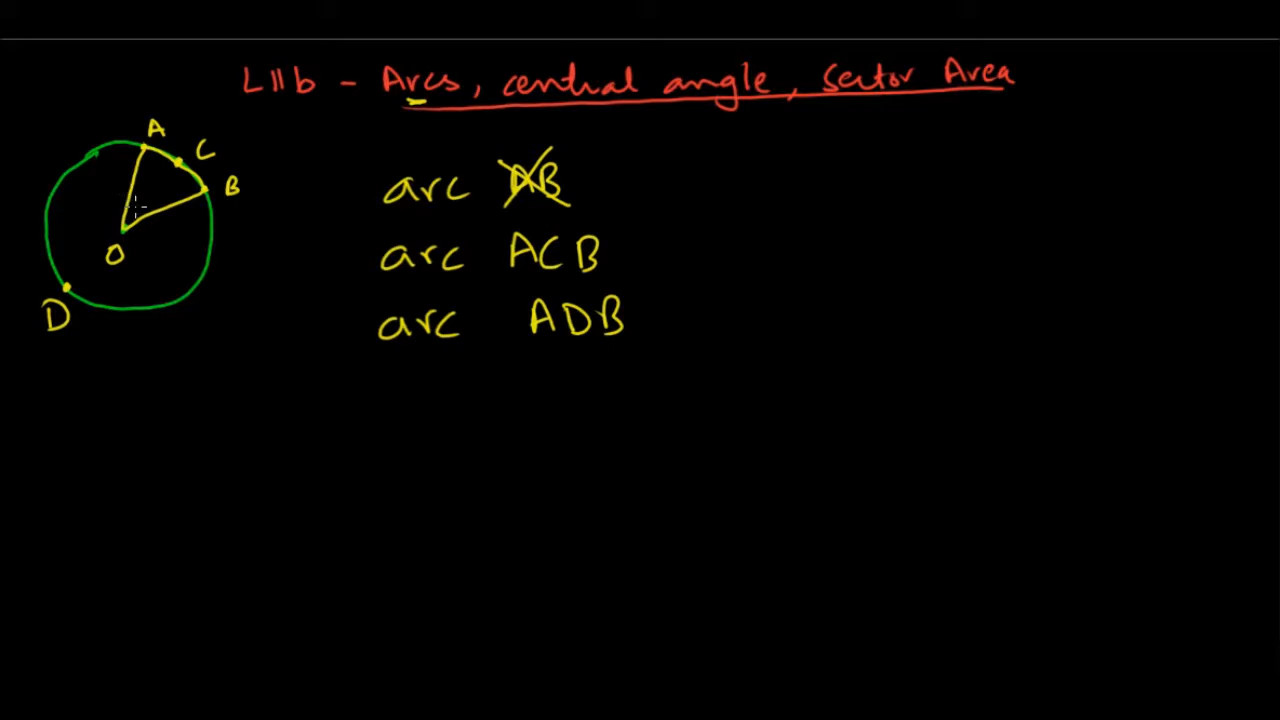 L11b - Arcs, central angle, Sector Area
A
C
B
O
D
arc AB
arc ACB
arc ADB